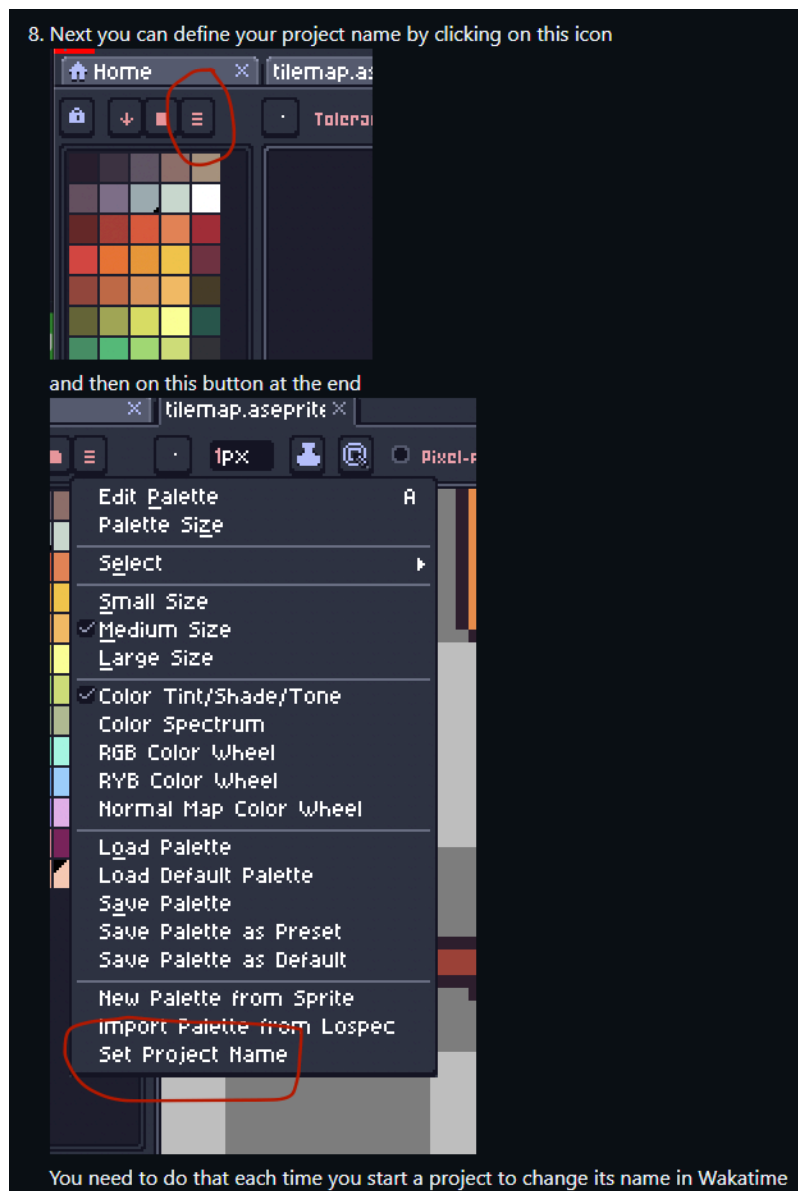 8. Next you can define your project name by clicking on this icon
Home × tilemap.as
Tolera
and then on this button at the end
× tilemap.aseprite ×
1px Pixel-p
Edit Palette A
Palette Size
Select
Small Size
Medium Size
Large Size
Color Tint/Shade/Tone
Color Spectrum
RGB Color Wheel
RYB Color Wheel
Normal Map Color Wheel
Load Palette
Load Default Palette
Save Palette
Save Palette as Preset
Save Palette as Default
New Palette from Sprite
Import Palette from Lospec
Set Project Name
You need to do that each time you start a project to change its name in Wakatime